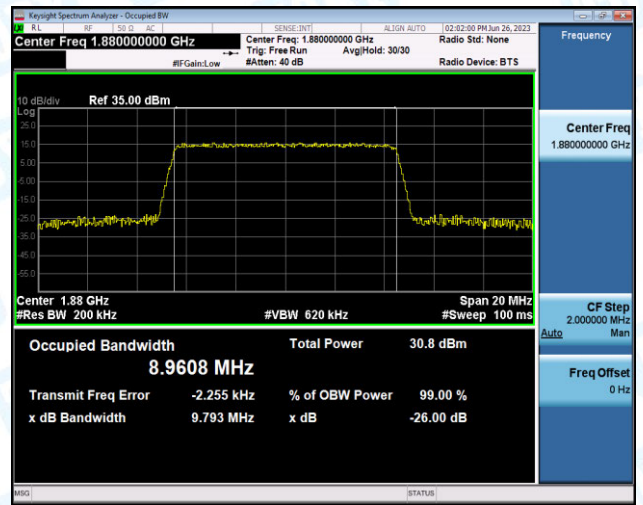 Keysight Spectrum Analyzer - Occupied BW
RL RF 50 Ω AC SENSE:INT ALIGN AUTO 02:02:00 PM Jun 26, 2023
Center Freq 1.880000000 GHz
Center Freq: 1.880000000 GHz
Radio Std: None
Trig: Free Run Avg|Hold: 30/30
#IFGain:Low #Atten: 40 dB Radio Device: BTS
Frequency
10 dB/div Ref 35.00 dBm
Log
25.0
15.0
5.00
-5.00
-15.0
-25.0
-35.0
-45.0
-55.0
Center 1.88 GHz Span 20 MHz
#Res BW 200 kHz #VBW 620 kHz #Sweep 100 ms
Occupied Bandwidth Total Power 30.8 dBm
8.9608 MHz
Transmit Freq Error -2.255 kHz % of OBW Power 99.00 %
x dB Bandwidth 9.793 MHz x dB -26.00 dB
Center Freq
1.880000000 GHz
CF Step
2.000000 MHz
Auto Man
Freq Offset
0 Hz
MSG STATUS